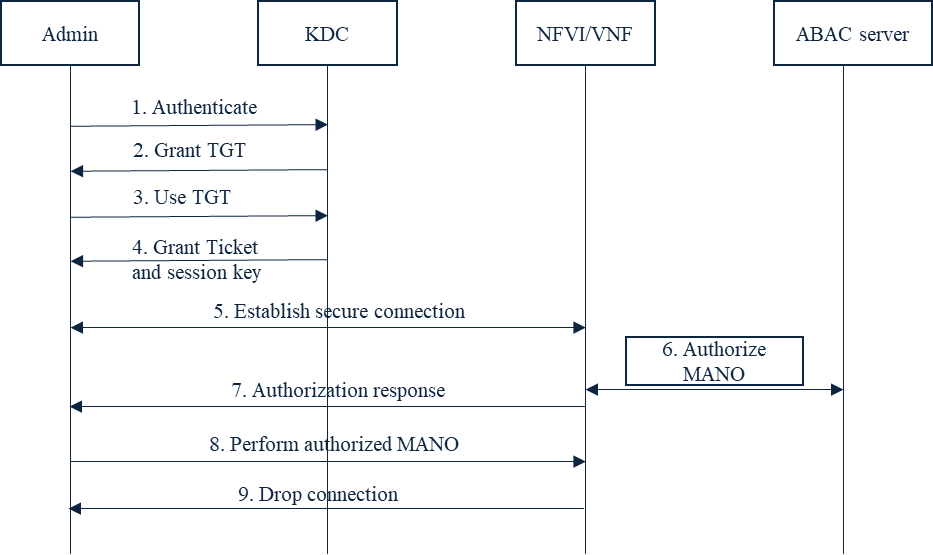 Admin
KDC
NFVI/VNF
ABAC server
1. Authenticate
2. Grant TGT
3. Use TGT
4. Grant Ticket
and session key
5. Establish secure connection
6. Authorize
MANO
7. Authorization response
8. Perform authorized MANO
9. Drop connection